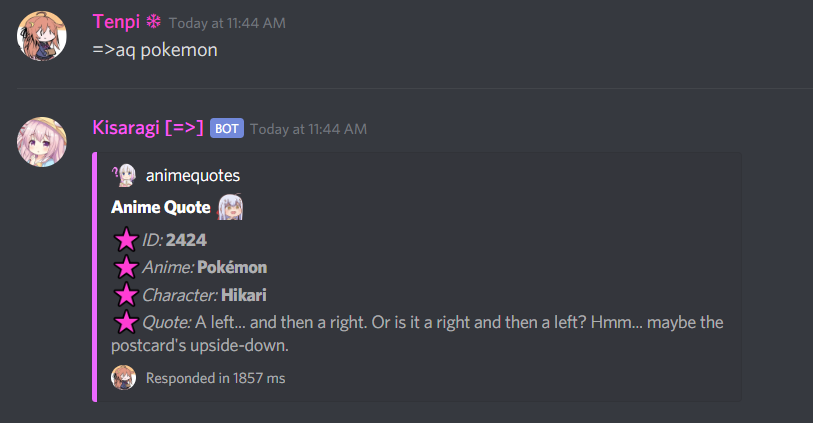 Tenpi ❄ Today at 11:44 AM
=>aq pokemon
Kisaragi [=>] BOT Today at 11:44 AM
animequotes
Anime Quote
ID: 2424
Anime: Pokémon
Character: Hikari
Quote: A left... and then a right. Or is it a right and then a left? Hmm... maybe the
postcard's upside-down.
Responded in 1857 ms